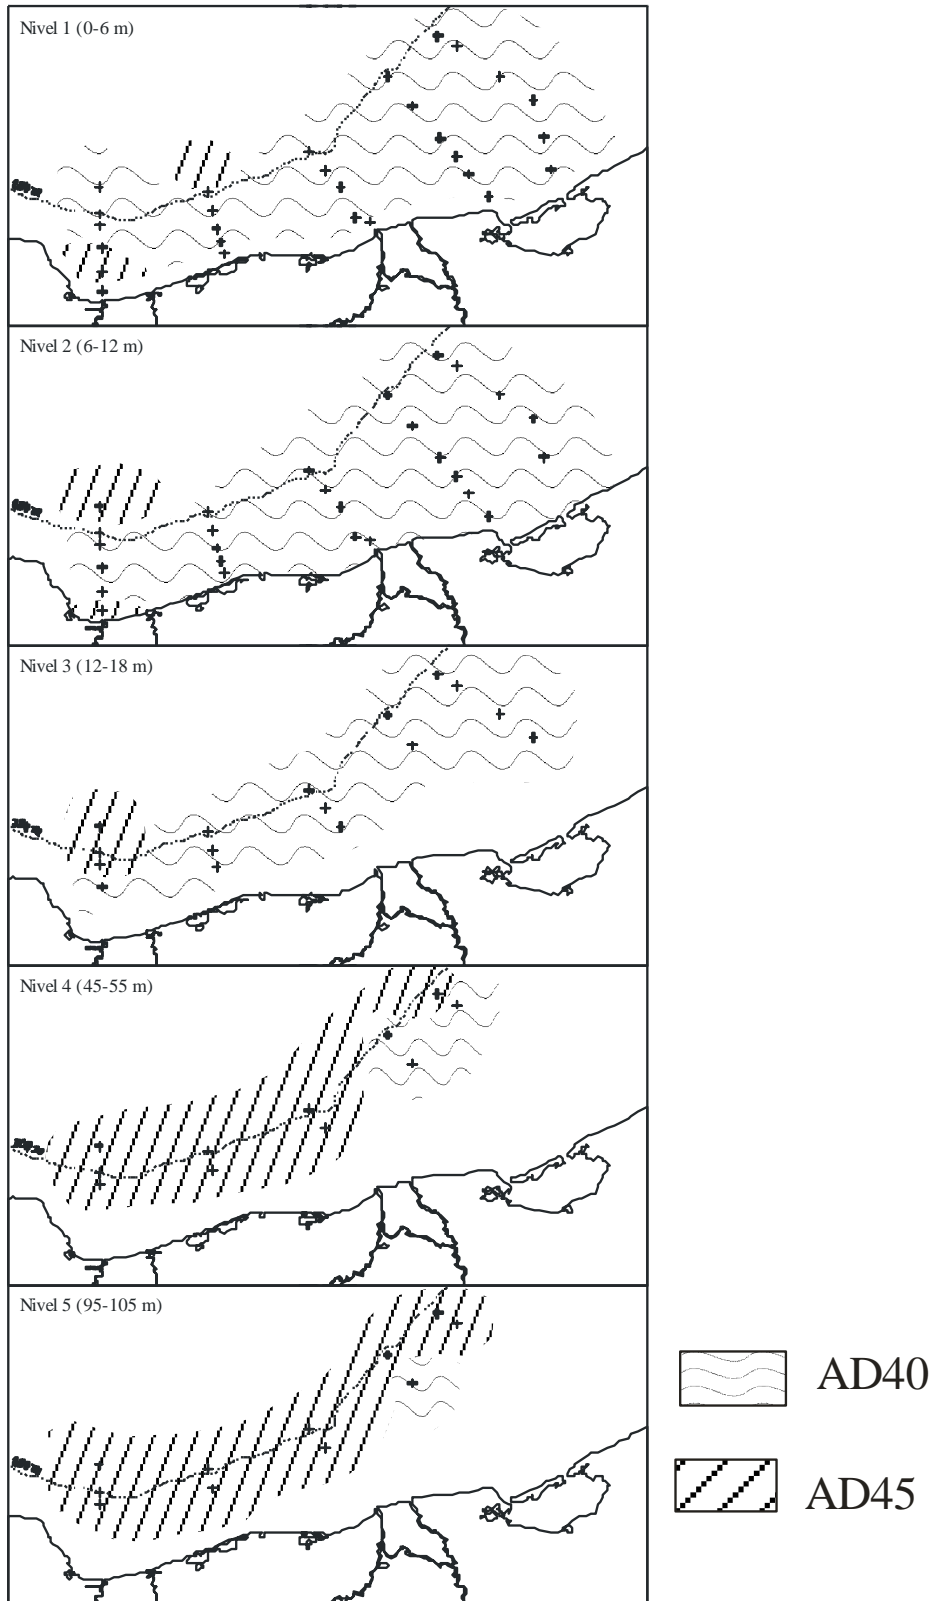 Nivel 1 (0-6 m)
Nivel 2 (6-12 m)
Nivel 3 (12-18 m)
Nivel 4 (45-55 m)
Nivel 5 (95-105 m)
AD40
AD45